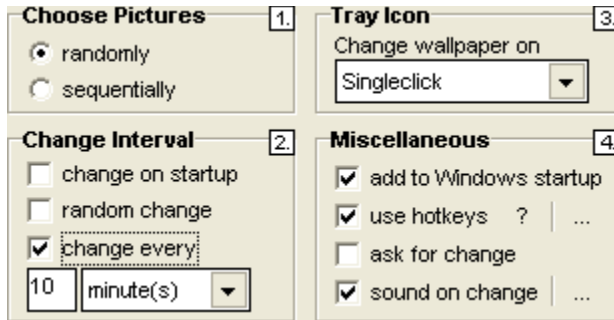 Choose Pictures 1.
randomly
sequentially
Change Interval 2.
change on startup
random change
change every
10 minute(s)
Tray Icon 3.
Change wallpaper on
Singleclick
Miscellaneous 4.
add to Windows startup
use hotkeys ? ...
ask for change
sound on change ...